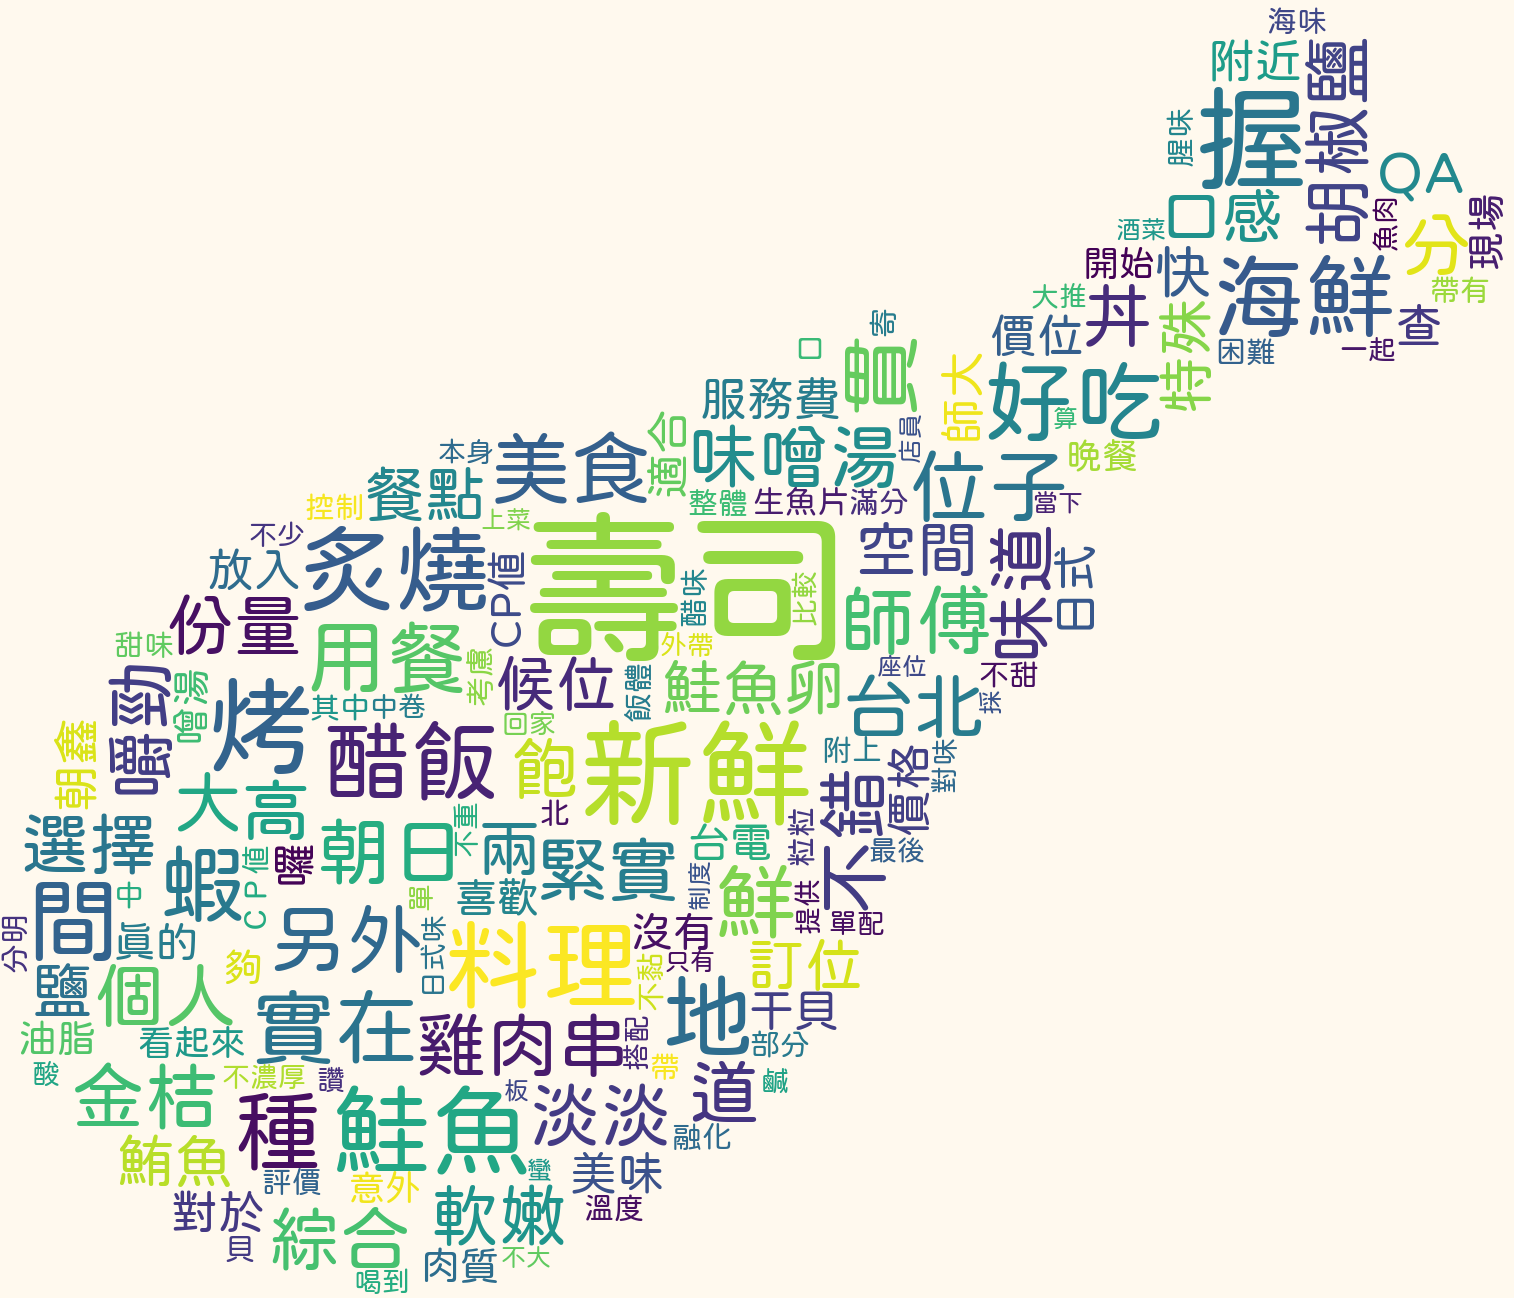 海味
附近
胡椒鹽
握
腥味
QA
口感
魚肉
現場
酒菜
分
開始
快
海鮮
帶有
大推
丼
特殊
查
寄
價位
困難
一起
口
貴
師大
好吃
服務費
算
適合
味噌湯
店員
晚餐
本身
美食
餐點
位子
控制
整體
生魚片
滿分
當下
上菜
不少
炙燒
壽司
空間
味道
日式
放入
CP值
醋味
比較
師傅
份量
用餐
外帶
甜味
候位
考慮
飯體
鮭魚卵
座位
不甜
嚼勁
噌湯
烤
其中
中卷
台北
採
回家
朝鑫
醋飯
飽
新鮮
附上
不錯
價格
對味
大
高
北
選擇
朝日
不重
兩
緊實
台電
粒粒
最後
蝦
CP值
囉
喜歡
制度
鮮
提供
單配
間
中
單
分明
真的
另外
日式味
料理
沒有
只有
訂位
鹽
個人
夠
不黏
地
干貝
油脂
看起來
實在
雞肉串
搭配
部分
酸
金桔
不濃厚
讚
帶
道
鹹
種
鮭魚
板
淡淡
融化
鮪魚
評價
意外
蠻
美味
對於
綜合
軟嫩
溫度
貝
肉質
不大
喝到